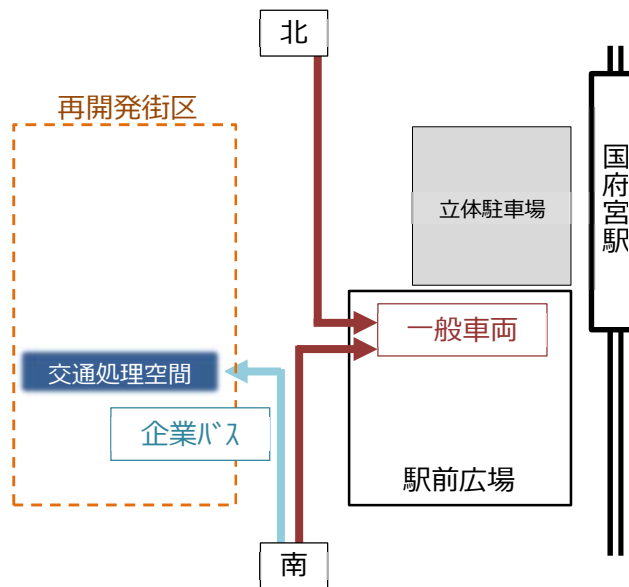 北
再開発街区
国府宮駅
立体駐車場
一般車両
交通処理空間
企業ﾊﾞｽ
駅前広場
南